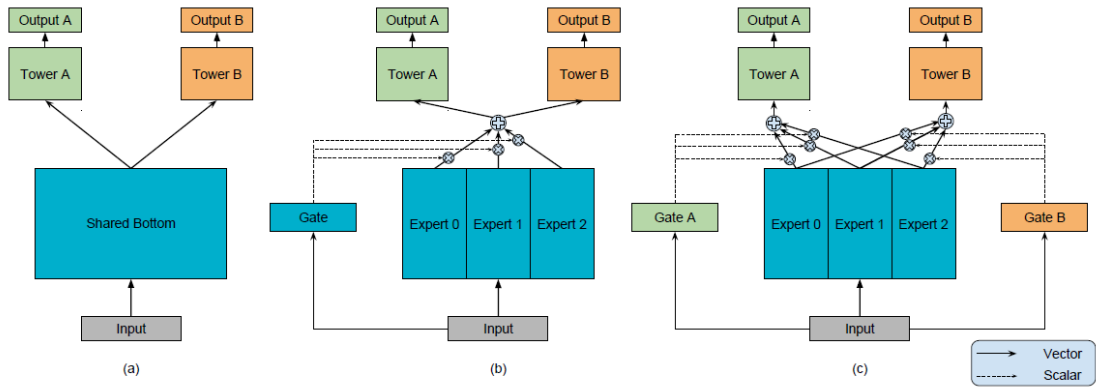 Output A Output B Output A Output B Output A Output B
Tower A Tower B Tower A Tower B Tower A Tower B
Shared Bottom Gate Expert 0 Expert 1 Expert 2 Gate A Expert 0 Expert 1 Expert 2 Gate B
Input Input Input
(a) (b) (c)
Vector
Scalar